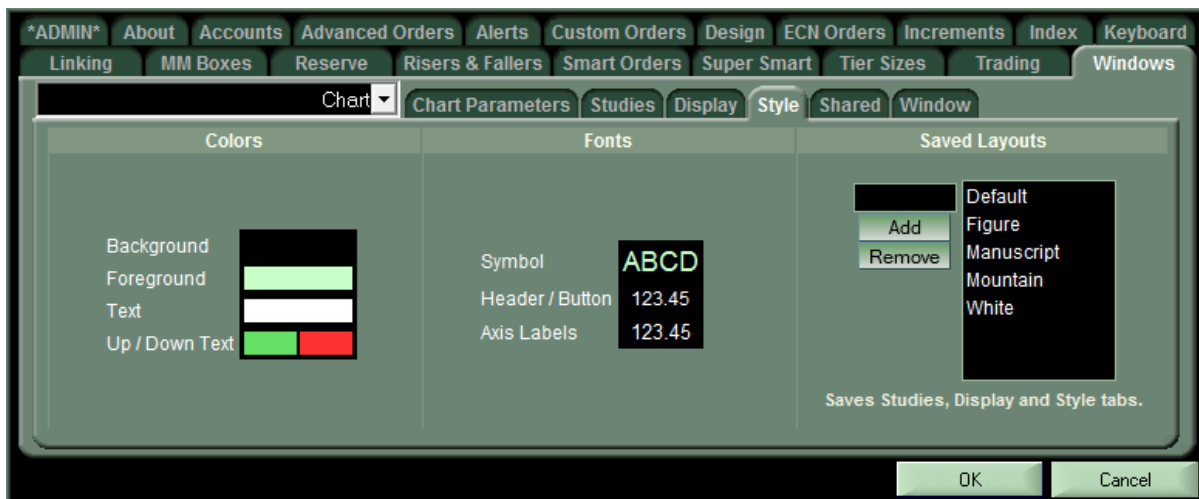 *ADMIN* About Accounts Advanced Orders Alerts Custom Orders Design ECN Orders Increments Index Keyboard
Linking MM Boxes Reserve Risers & Fallers Smart Orders Super Smart Tier Sizes Trading Windows
Chart Chart Parameters Studies Display Style Shared Window
Colors Fonts Saved Layouts
Background
Foreground
Text
Up / Down Text
Symbol ABCD
Header / Button 123.45
Axis Labels 123.45
Add
Remove
Default
Figure
Manuscript
Mountain
White
Saves Studies, Display and Style tabs.
OK Cancel